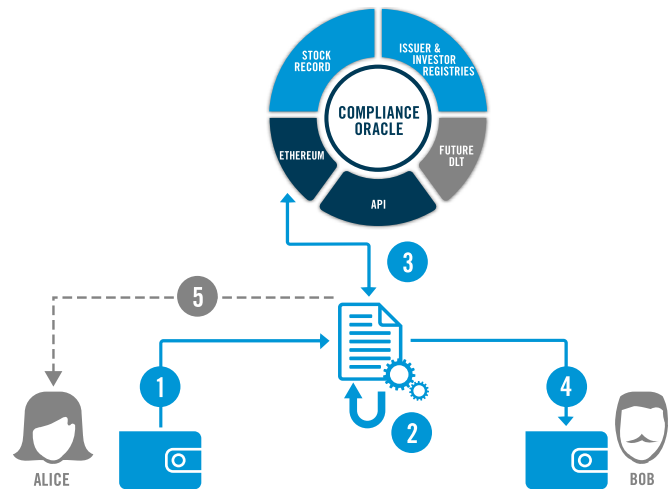 STOCK
RECORD
ISSUER &
INVESTOR
REGISTRIES
COMPLIANCE
ORACLE
ETHEREUM
FUTURE
DLT
API
3
5
1
4
2
ALICE
BOB